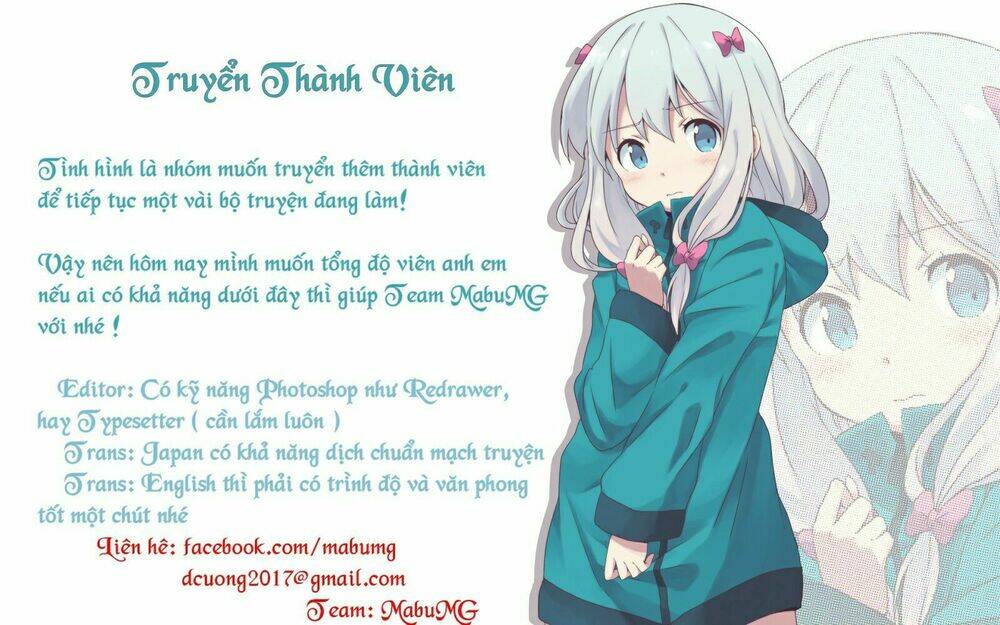 Truyển Thành Viên
Tình hình là nhóm muốn truyển thêm thành viên
để tiếp tục một vài bộ truyện đang làm!
Vậy nên hôm nay mình muốn tổng độ viên anh em
nếu ai có khả năng dưới đây thì giúp Team MabuMG
với nhé !
Editor: Có kỹ năng Photoshop như Redrawer,
hay Typesetter ( cần lắm luôn )
Trans: Japan có khả năng dịch chuẩn mạch truyện
Trans: English thì phải có trình độ và văn phong
tốt một chút nhé
Liên hê: facebook.com/mabumg
dcuong2017@gmail.com
Team: MabuMG